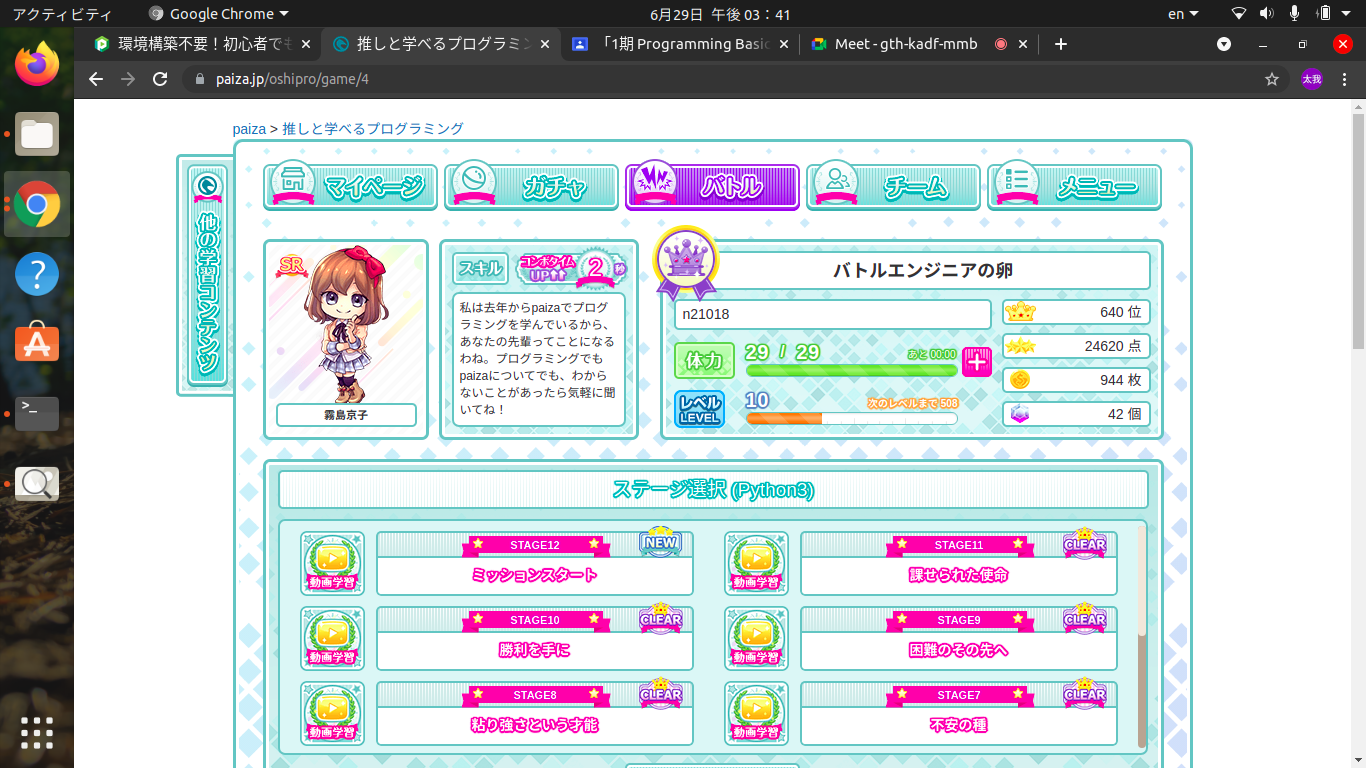 アクティビティ
Google Chrome
6月29日 午後 03：41
en
環境構築不要！初心者でも
推しと学べるプログラミン
「1期 Programming Basic
Meet - gth-kadf-mmb
paiza.jp/oshipro/game/4
太我
paiza > 推しと学べるプログラミング
他の学習コンテンツ
マイページ
ガチャ
バトル
チーム
メニュー
SR
霧島京子
スキル
コンボタイム
UP
2
秒
私は去年からpaizaでプログ
ラミングを学んでいるから、
あなたの先輩ってことになる
わね。プログラミングでも
paizaについてでも、わから
ないことがあったら気軽に聞
いてね！
バトルエンジニアの卵
n21018
体力
29 / 29
あと 00:00
レベル
LEVEL
10
次のレベルまで 508
640 位
24620 点
944 枚
42 個
ステージ選択 (Python3)
動画学習
STAGE12
NEW
ミッションスタート
動画学習
STAGE11
CLEAR
課せられた使命
動画学習
STAGE10
CLEAR
勝利を手に
動画学習
STAGE9
CLEAR
困難のその先へ
動画学習
STAGE8
CLEAR
粘り強さという才能
動画学習
STAGE7
CLEAR
不安の種